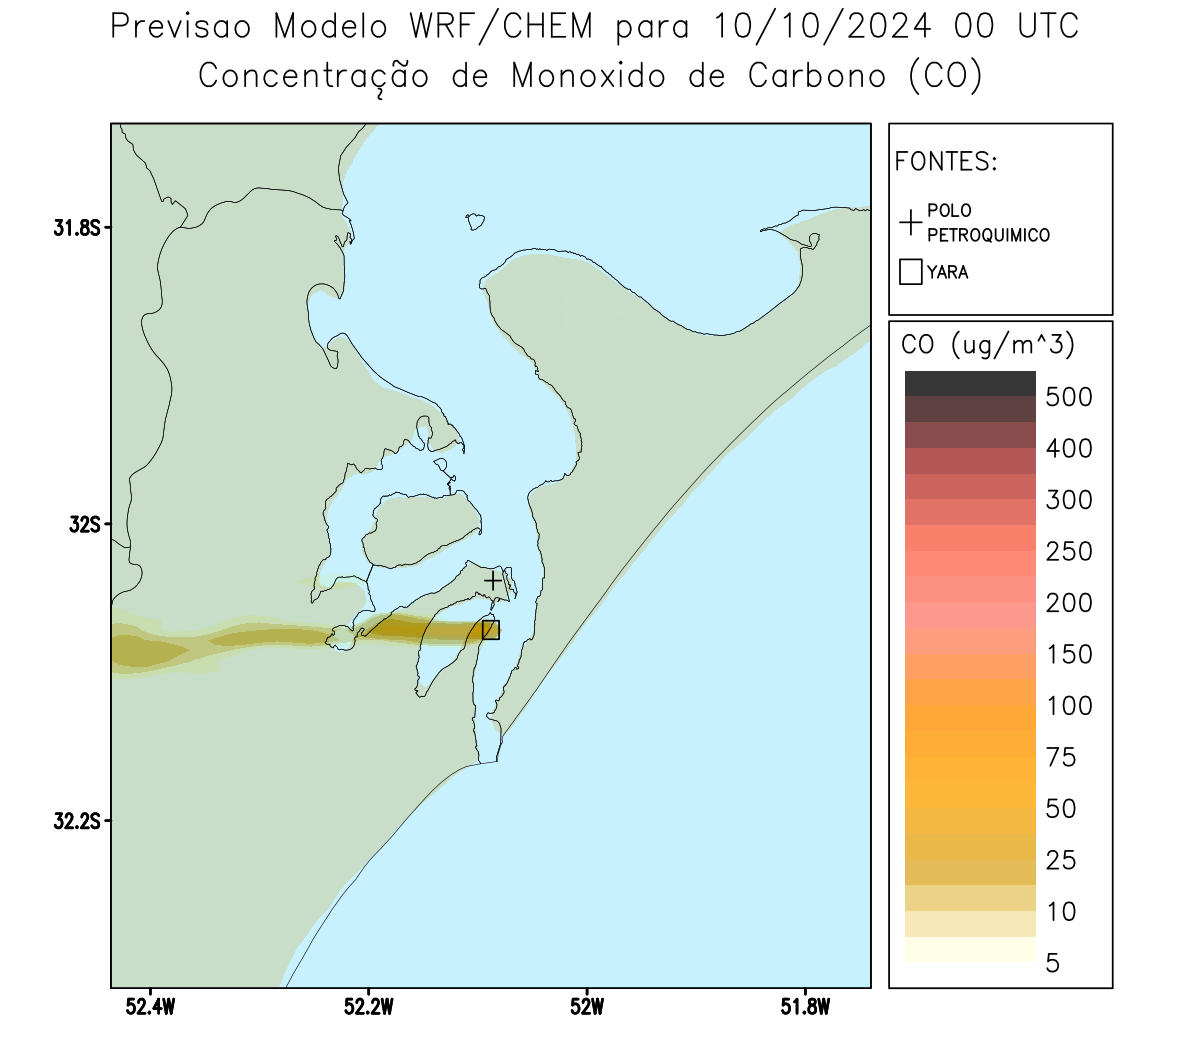 Previsao Modelo WRF/CHEM para 10/10/2024 00 UTC
Concentração de Monoxido de Carbono (CO)
FONTES:
POLO
PETROQUIMICO
YARA
CO (ug/m^3)
500
400
300
250
200
150
100
75
50
25
10
5
31.8S
32S
32.2S
52.4W
52.2W
52W
51.8W